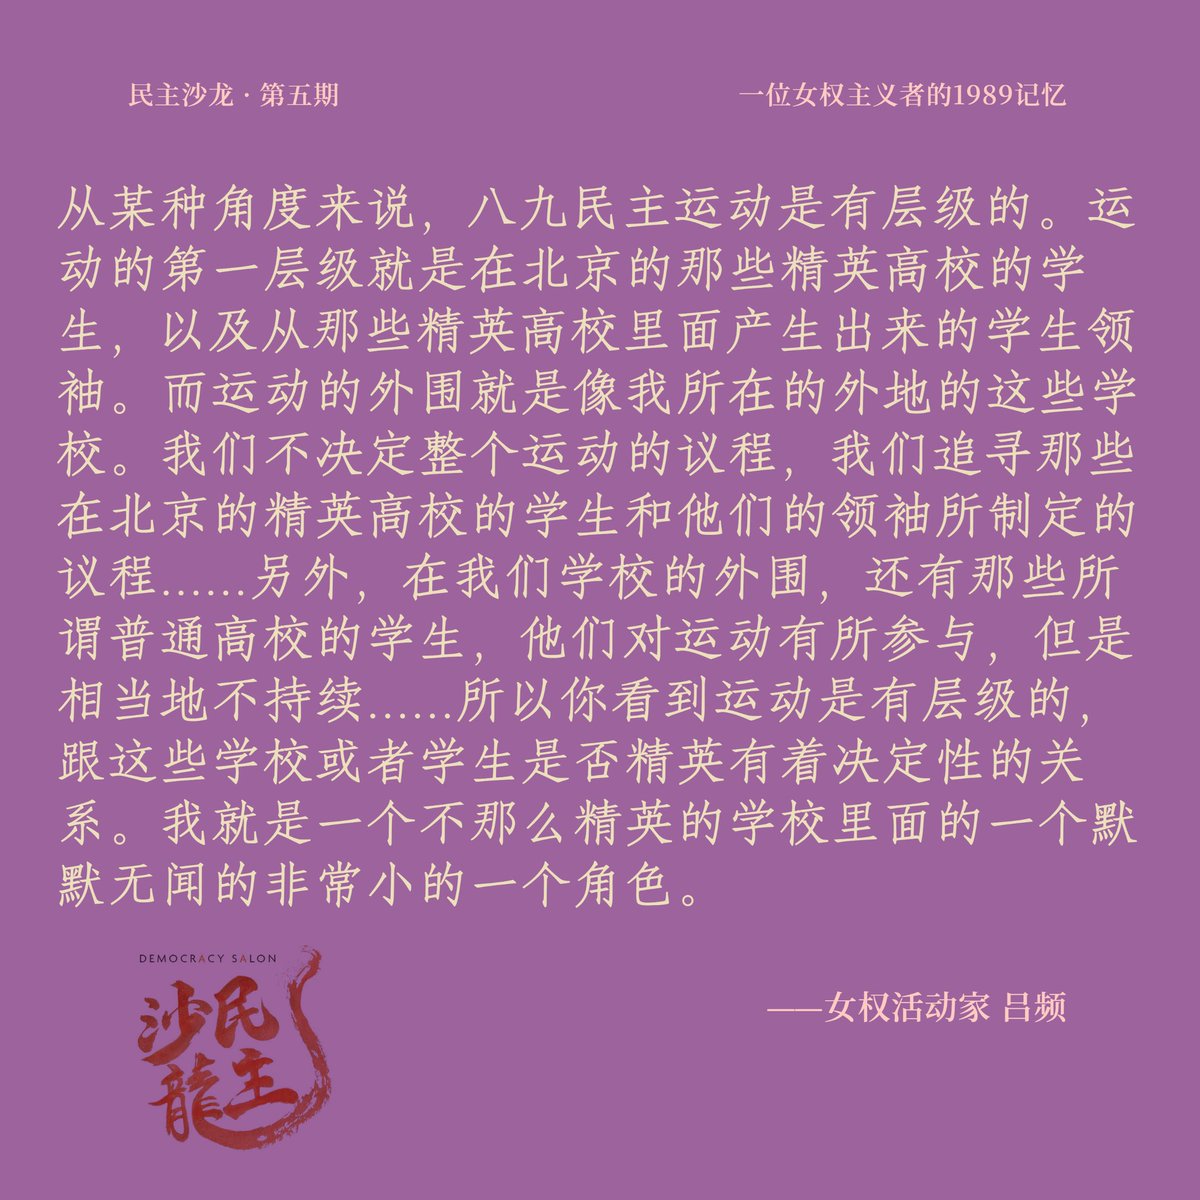 民主沙龙·第五期
一位女权主义者的1989记忆
从某种角度来说，八九民主运动是有层级的。运
动的第一层级就是在北京的那些精英高校的学
生，以及从那些精英高校里面产生出来的学生领
袖。而运动的外围就是像我所在的外地的这些学
校。我们不决定整个运动的议程，我们追寻那些
在北京的精英高校的学生和他们的领袖所制定的
议程……另外，在我们学校的外围，还有那些所
谓普通高校的学生，他们对运动有所参与，但是
相当地不持续……所以你看到运动是有层级的，
跟这些学校或者学生是否精英有着决定性的关
系。我就是一个不那么精英的学校里面的一个默
默无闻的非常小的一个角色。
——女权活动家 吕频
DEMOCRACY SALON
民主
沙龍